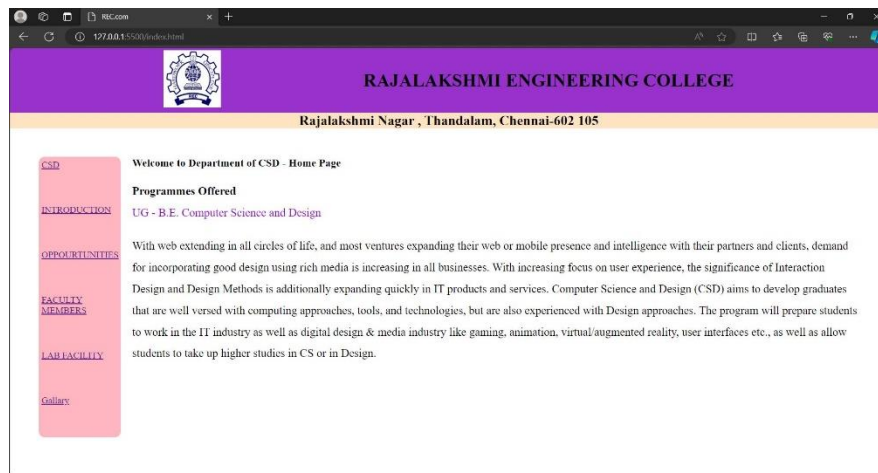 REC.com
127.0.0.1:5500/index.html
RAJALAKSHMI ENGINEERING COLLEGE
Rajalakshmi Nagar , Thandalam, Chennai-602 105
CSD
INTRODUCTION
OPPOURTUNITIES
FACULTY
MEMBERS
LAB FACILITY
Gallary
Welcome to Department of CSD - Home Page
Programmes Offered
UG - B.E. Computer Science and Design
With web extending in all circles of life, and most ventures expanding their web or mobile presence and intelligence with their partners and clients, demand
for incorporating good design using rich media is increasing in all businesses. With increasing focus on user experience, the significance of Interaction
Design and Design Methods is additionally expanding quickly in IT products and services. Computer Science and Design (CSD) aims to develop graduates
that are well versed with computing approaches, tools, and technologies, but are also experienced with Design approaches. The program will prepare students
to work in the IT industry as well as digital design & media industry like gaming, animation, virtual/augmented reality, user interfaces etc., as well as allow
students to take up higher studies in CS or in Design.